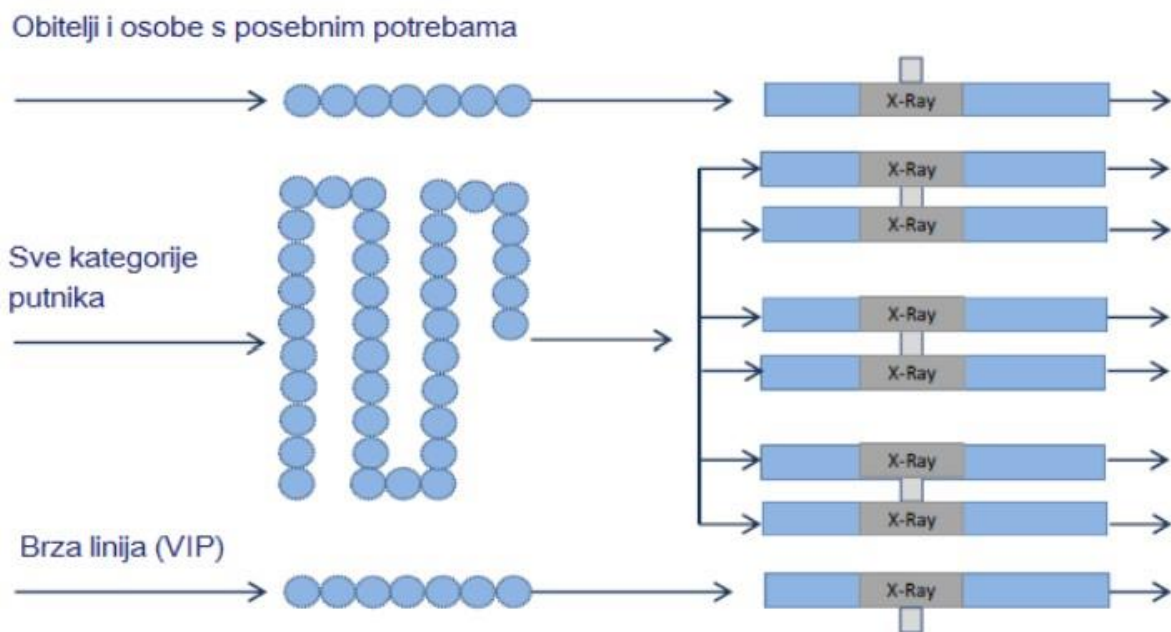 Obitelji i osobe s posebnim potrebama
X-Ray
X-Ray
X-Ray
Sve kategorije
putnika
X-Ray
X-Ray
X-Ray
X-Ray
Brza linija (VIP)
X-Ray